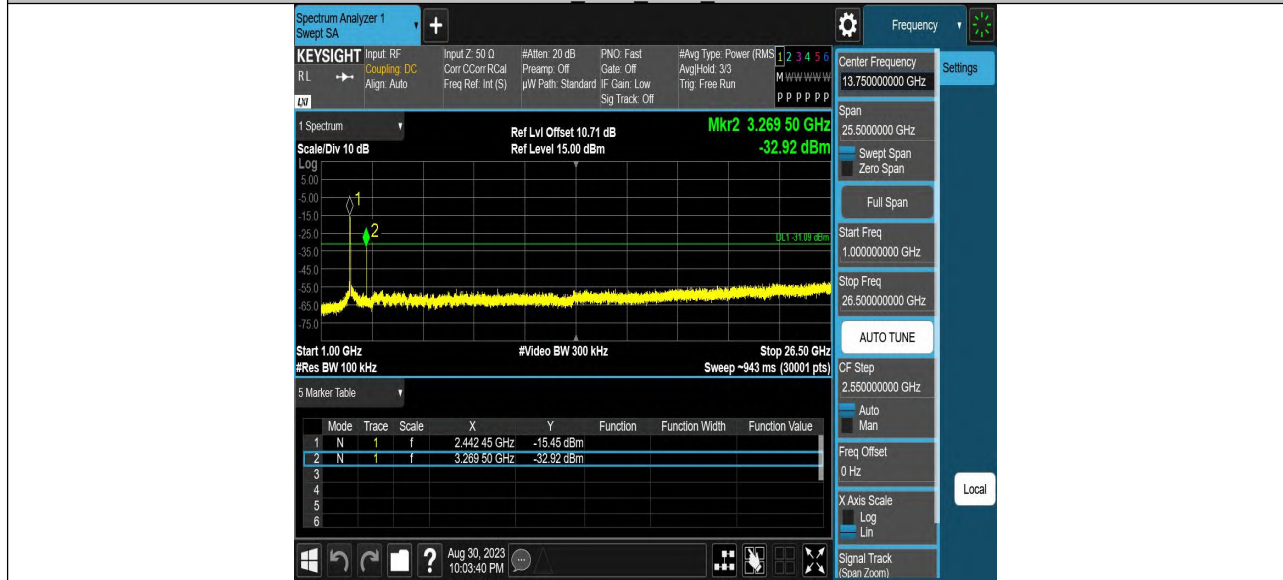 Spectrum Analyzer 1
Swept SA
+
Frequency
KEYSIGHT
RL
LXI
Input: RF
Coupling: DC
Align: Auto
Input Z: 50 Ω
Corr CCorr RCal
Freq Ref: Int (S)
#Atten: 20 dB
Preamp: Off
µW Path: Standard
PNO: Fast
Gate: Off
IF Gain: Low
Sig Track: Off
#Avg Type: Power (RMS
Avg|Hold: 3/3
Trig: Free Run
1 2 3 4 5 6
M W W W W W
P P P P P P
1 Spectrum
Scale/Div 10 dB
Ref Lvl Offset 10.71 dB
Ref Level 15.00 dBm
Mkr2 3.269 50 GHz
-32.92 dBm
Log
5.00
-5.00
-15.0
-25.0
-35.0
-45.0
-55.0
-65.0
-75.0
1
2
DL1 -31.09 dBm
Start 1.00 GHz
#Video BW 300 kHz
Stop 26.50 GHz
#Res BW 100 kHz
Sweep ~943 ms (30001 pts)
5 Marker Table
Mode Trace Scale X Y Function Function Width Function Value
1 N 1 f 2.442 45 GHz -15.45 dBm
2 N 1 f 3.269 50 GHz -32.92 dBm
3
4
5
6
?
Aug 30, 2023
10:03:40 PM
Center Frequency
13.750000000 GHz
Settings
Span
25.5000000 GHz
Swept Span
Zero Span
Full Span
Start Freq
1.000000000 GHz
Stop Freq
26.500000000 GHz
AUTO TUNE
CF Step
2.550000000 GHz
Auto
Man
Freq Offset
0 Hz
X Axis Scale
Log
Lin
Signal Track
(Span Zoom)
Local